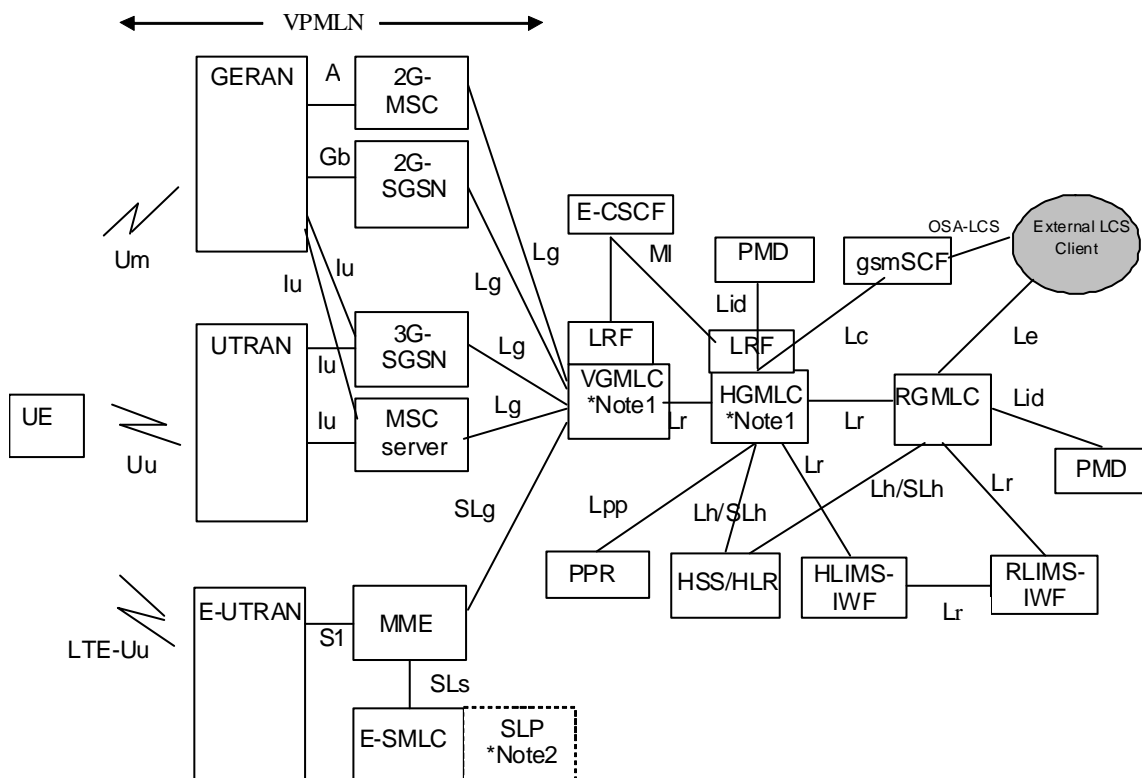 VPMLN
GERAN
A
2G-
MSC
Gb
2G-
SGSN
Um
Iu
Iu
Lg
Lg
E-CSCF
MI
PMD
Lid
gsmSCF
OSA-LCS
External LCS
Client
Lc
Le
UTRAN
Iu
3G-
SGSN
Lg
LRF
LRF
VGMLC
*Note1
Lr
HGMLC
*Note1
Lr
RGMLC
Lid
PMD
UE
Uu
Iu
MSC
server
Lg
SLg
Lpp
Lh/SLh
Lr
Lh/SLh
Lr
PPR
HSS/HLR
HLIMS-
IWF
Lr
RLIMS-
IWF
LTE-Uu
E-UTRAN
S1
MME
SLs
E-SMLC
SLP
*Note2